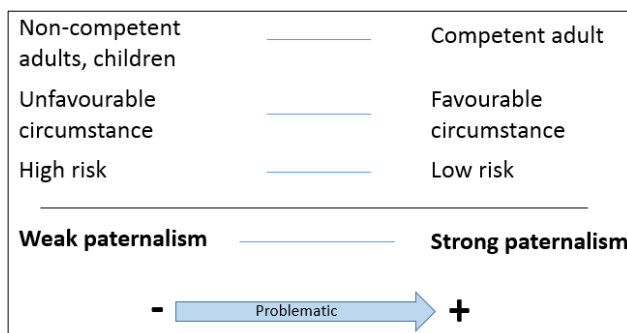 Non-competent
adults, children
Competent adult
Unfavourable
circumstance
Favourable
circumstance
High risk
Low risk
Weak paternalism
Strong paternalism
- Problematic +